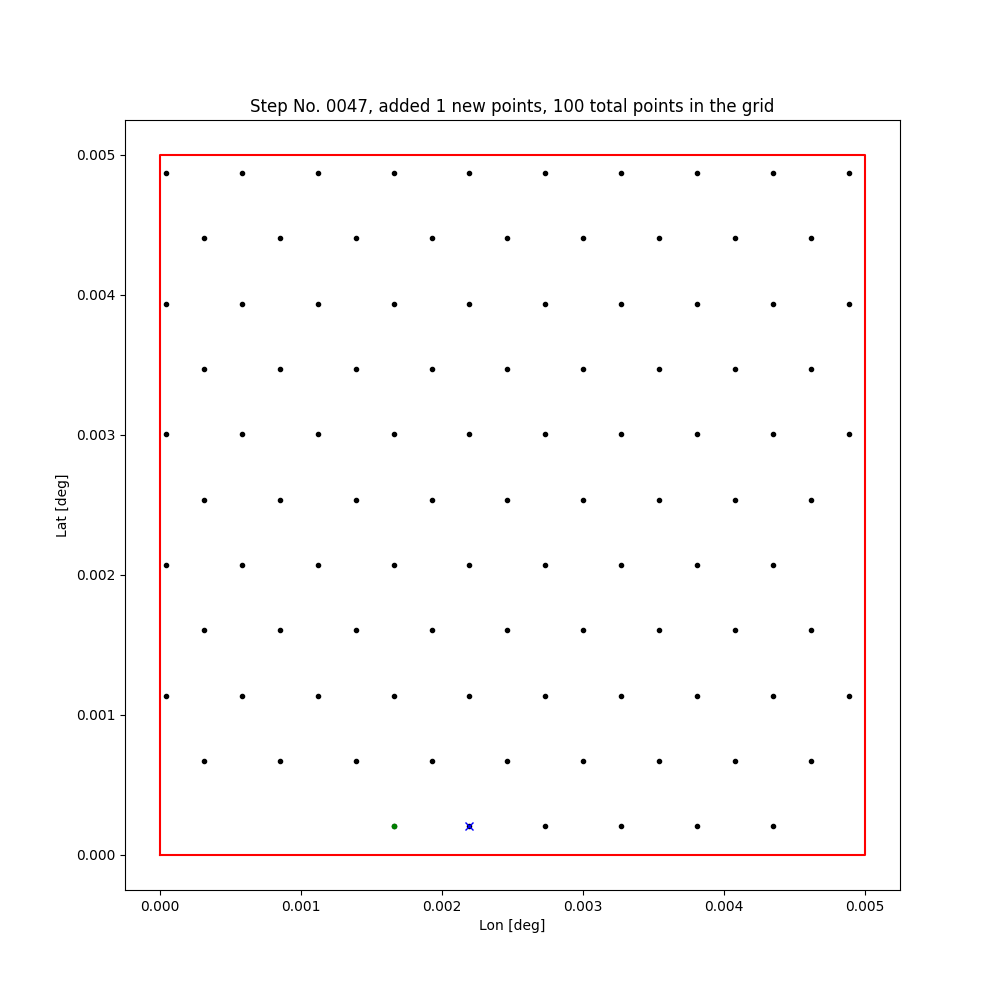 Step No. 0047, added 1 new points, 100 total points in the grid
0.005
0.004
0.003
0.002
0.001
0.000
Lat [deg]
0.000 0.001 0.002 0.003 0.004 0.005
Lon [deg]